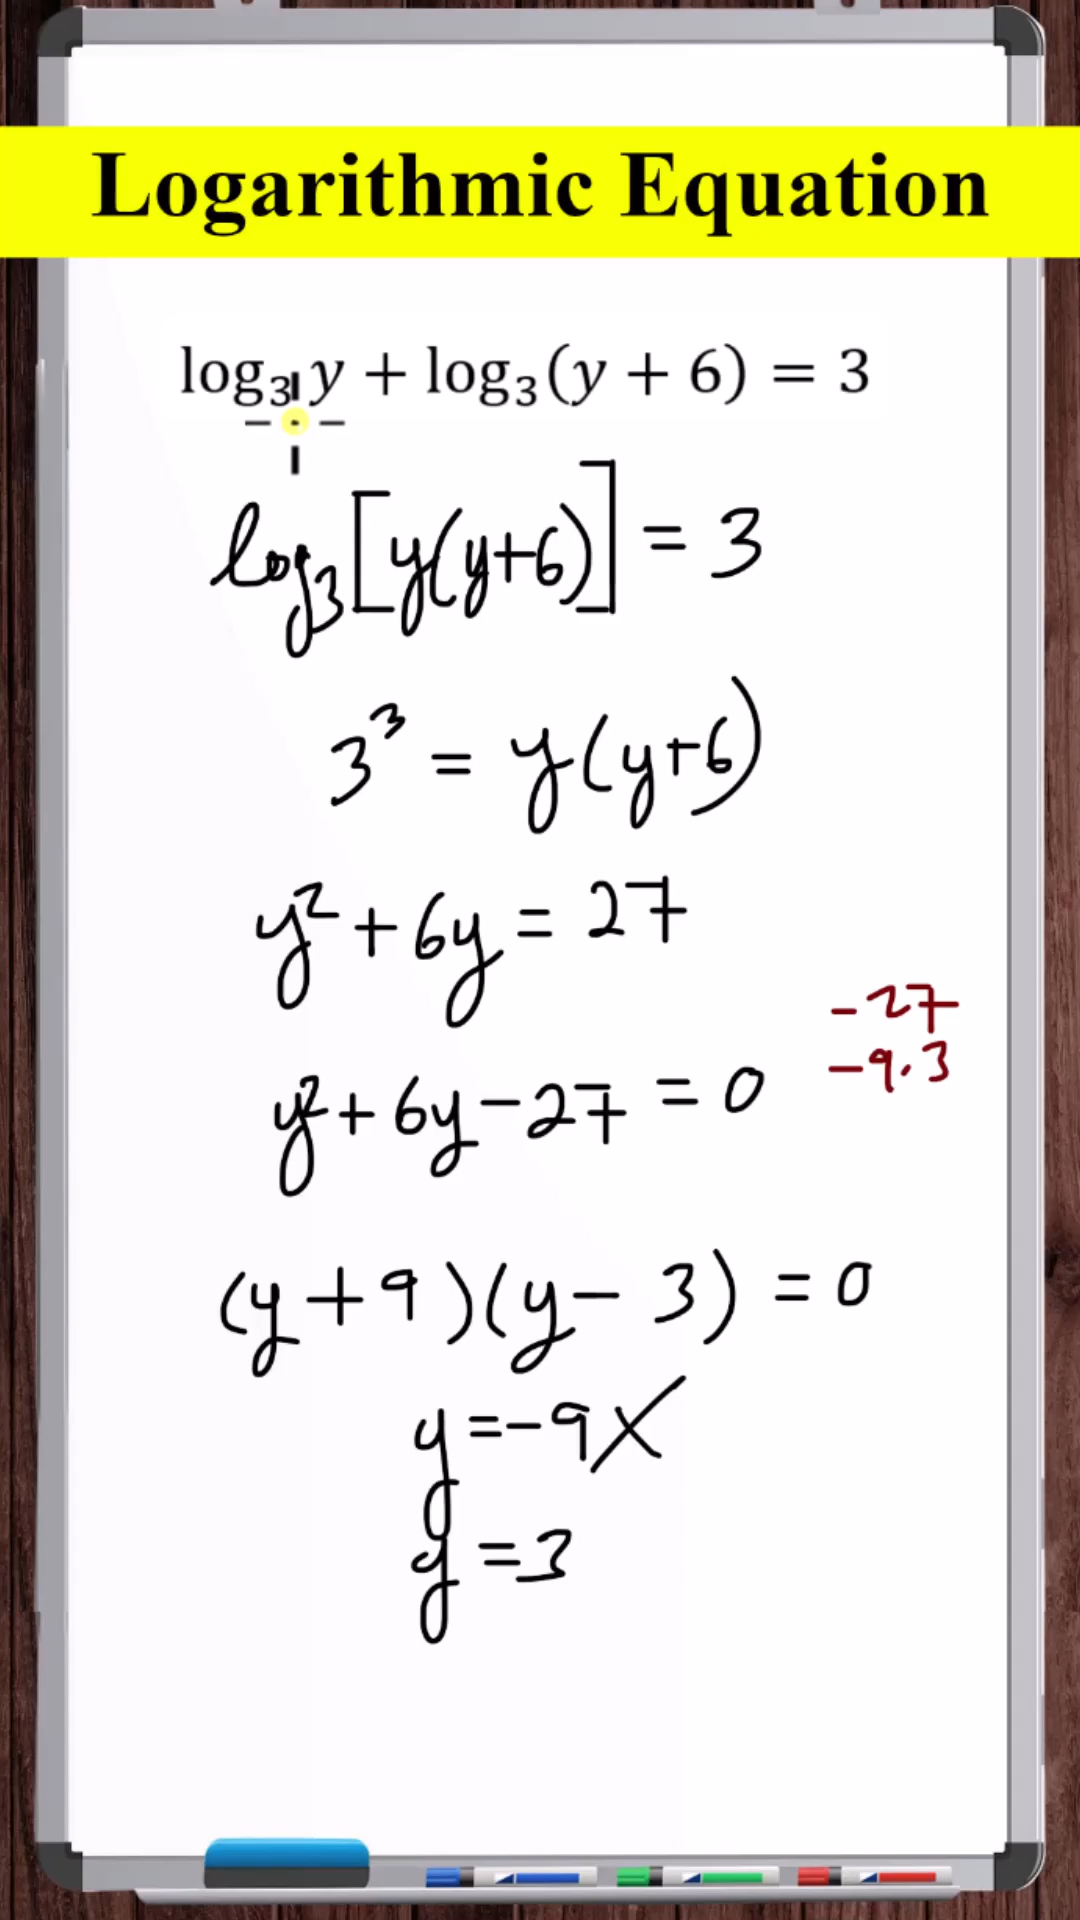 Logarithmic Equation
log₃ y + log₃(y + 6) = 3
log₃[y(y+6)] = 3
3³ = y(y+6)
y² + 6y = 27
-27
-9.3
y² + 6y - 27 = 0
(y + 9)(y - 3) = 0
y = -9 X
y = 3